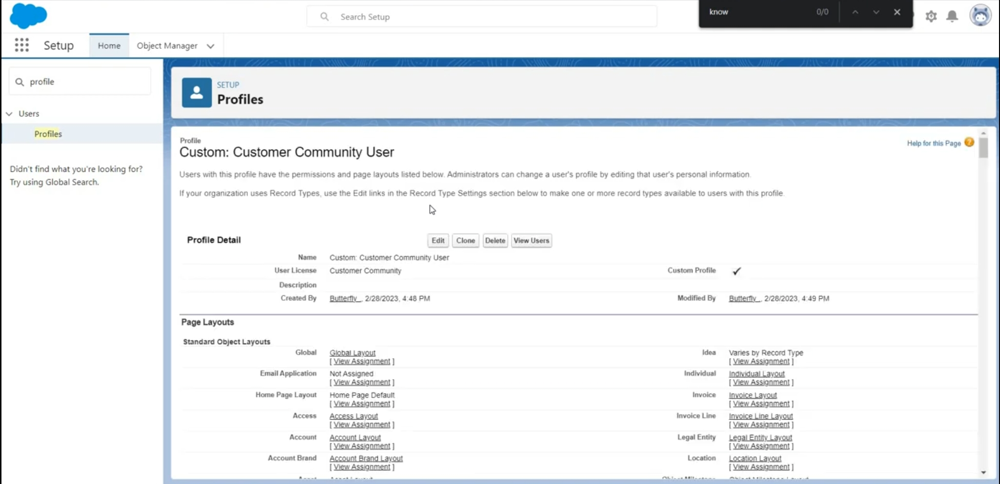 Search Setup
know
0/0
Setup
Home
Object Manager
profile
Users
Profiles
Didn't find what you're looking for?
Try using Global Search.
SETUP
Profiles
Profile
Custom: Customer Community User
Help for this Page
Users with this profile have the permissions and page layouts listed below. Administrators can change a user's profile by editing that user's personal information.
If your organization uses Record Types, use the Edit links in the Record Type Settings section below to make one or more record types available to users with this profile.
Profile Detail
Edit Clone Delete View Users
Name Custom: Customer Community User
User License Customer Community Custom Profile
Description
Created By Butterfly_, 2/28/2023, 4:48 PM Modified By Butterfly_, 2/28/2023, 4:49 PM
Page Layouts
Standard Object Layouts
Global Global Layout Idea Varies by Record Type
[ View Assignment ] [ View Assignment ]
Email Application Not Assigned Individual Individual Layout
[ View Assignment ] [ View Assignment ]
Home Page Layout Home Page Default Invoice Invoice Layout
[ View Assignment ] [ View Assignment ]
Access Access Layout Invoice Line Invoice Line Layout
[ View Assignment ] [ View Assignment ]
Account Account Layout Legal Entity Legal Entity Layout
[ View Assignment ] [ View Assignment ]
Account Brand Account Brand Layout Location Location Layout
[ View Assignment ] [ View Assignment ]